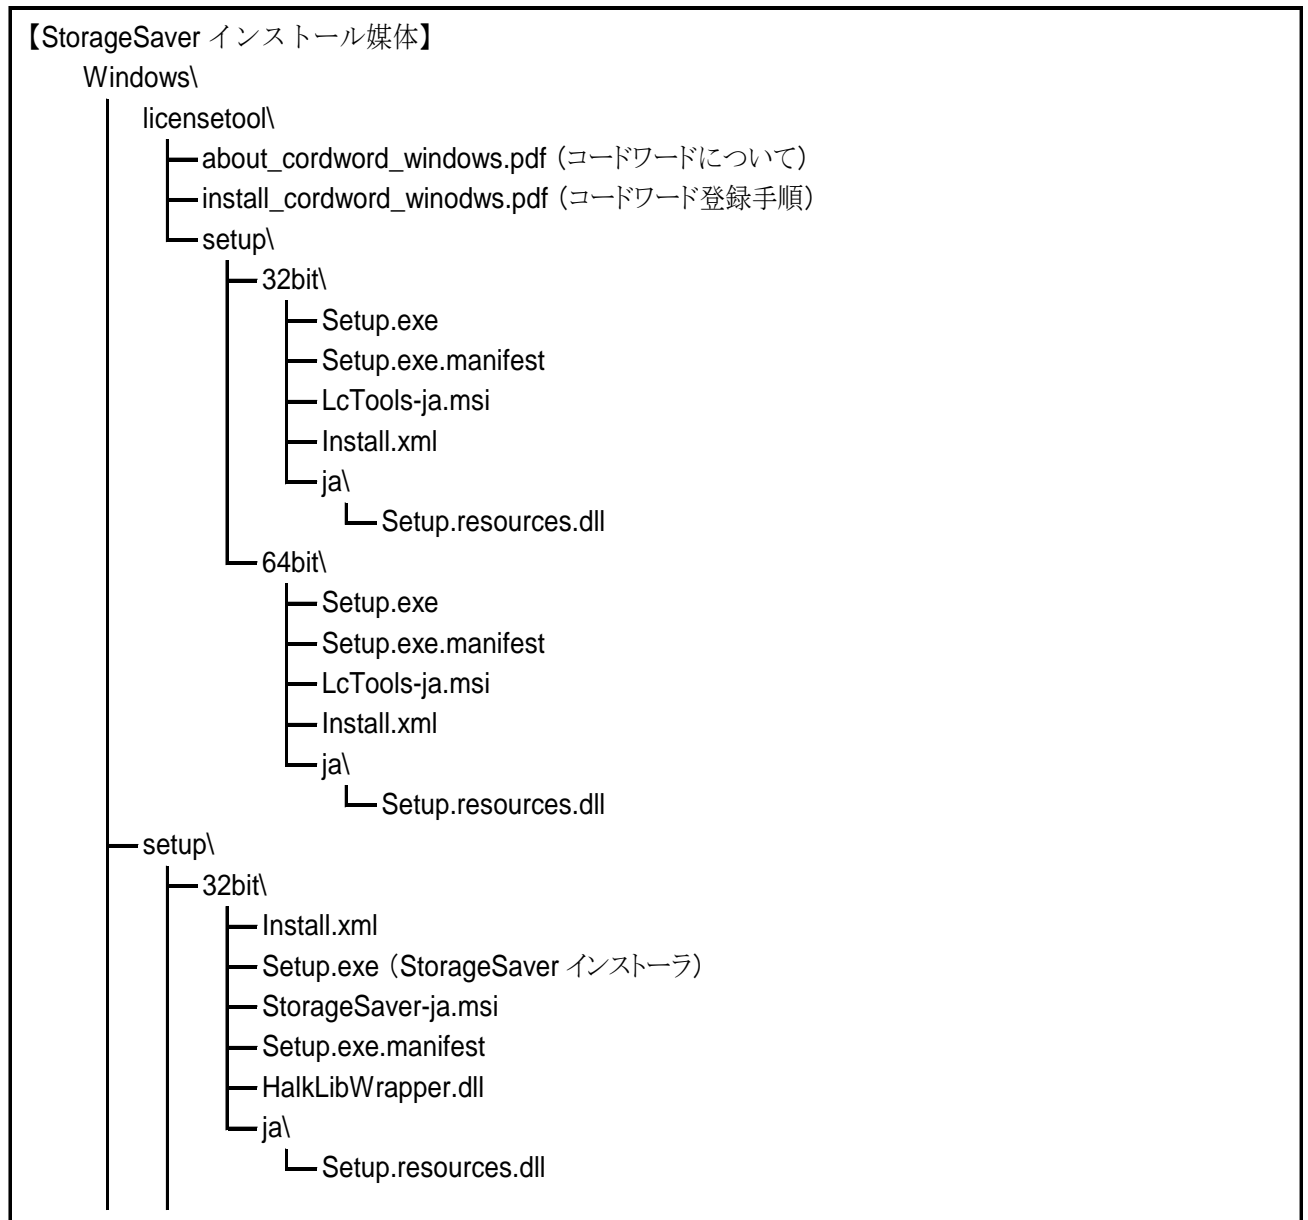 【StorageSaver インストール媒体】
Windows\
licensetool\
about_cordword_windows.pdf（コードワードについて）
install_cordword_winodws.pdf（コードワード登録手順）
setup\
32bit\
Setup.exe
Setup.exe.manifest
LcTools-ja.msi
Install.xml
ja\
Setup.resources.dll
64bit\
Setup.exe
Setup.exe.manifest
LcTools-ja.msi
Install.xml
ja\
Setup.resources.dll
setup\
32bit\
Install.xml
Setup.exe（StorageSaver インストーラ）
StorageSaver-ja.msi
Setup.exe.manifest
HalkLibWrapper.dll
ja\
Setup.resources.dll